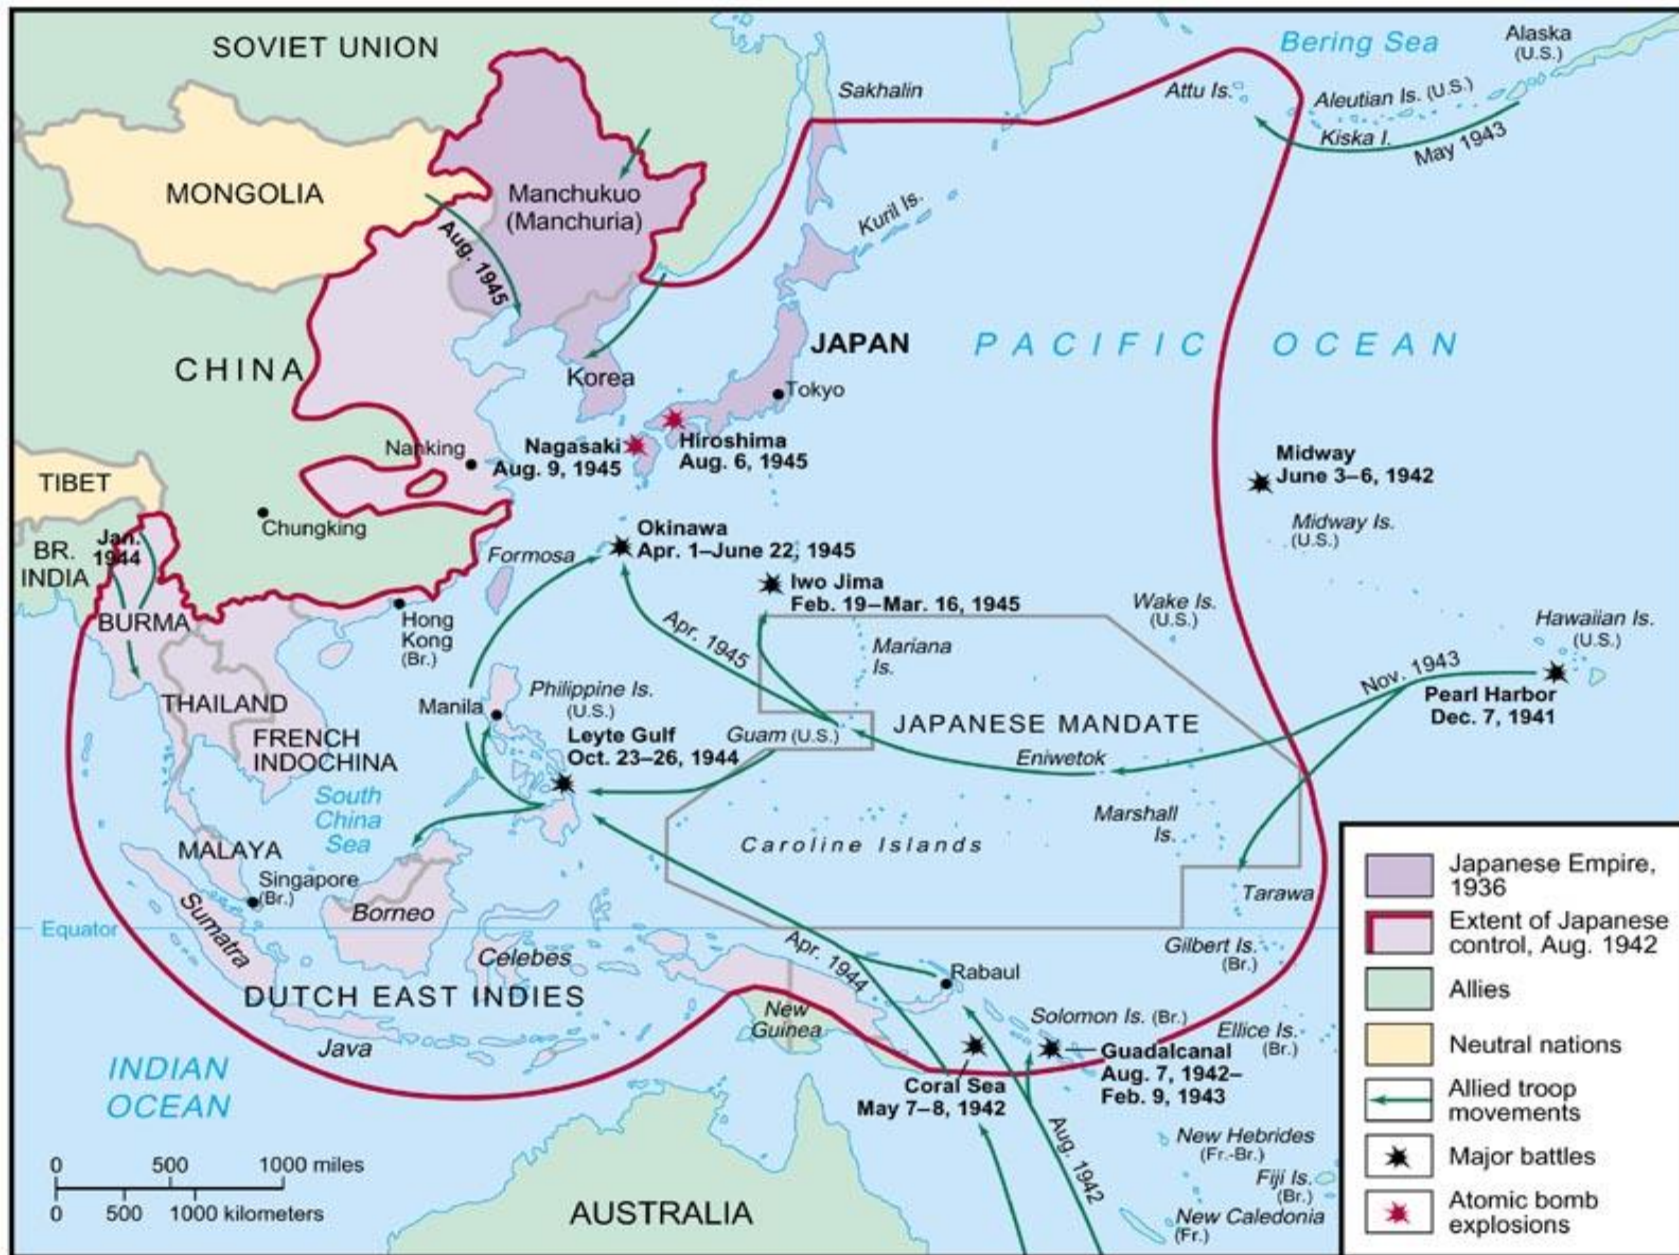 SOVIET UNION
Bering Sea
Alaska
(U.S.)
Sakhalin
Attu Is.
Aleutian Is. (U.S.)
Kiska I.
May 1943
MONGOLIA
Manchukuo
(Manchuria)
Kuril Is.
Aug. 1945
CHINA
JAPAN
PACIFIC OCEAN
Korea
Tokyo
Nanking
Nagasaki
Aug. 9, 1945
Hiroshima
Aug. 6, 1945
Midway
June 3–6, 1942
TIBET
Chungking
Midway Is.
(U.S.)
Jan.
1944
BR.
INDIA
Formosa
Okinawa
Apr. 1–June 22, 1945
Iwo Jima
Feb. 19–Mar. 16, 1945
BURMA
Hong
Kong
(Br.)
Apr. 1945
Mariana
Is.
Wake Is.
(U.S.)
Hawaiian Is.
(U.S.)
Nov. 1943
Pearl Harbor
Dec. 7, 1941
THAILAND
Manila
Philippine Is.
(U.S.)
Leyte Gulf
Oct. 23–26, 1944
Guam (U.S.)
JAPANESE MANDATE
FRENCH
INDOCHINA
Eniwetok
South
China
Sea
Marshall
Is.
MALAYA
Caroline Islands
Singapore
(Br.)
Sumatra
Borneo
Tarawa
Equator
Celebes
Apr. 1944
Gilbert Is.
(Br.)
Rabaul
DUTCH EAST INDIES
New
Guinea
Solomon Is. (Br.)
Ellice Is.
(Br.)
Java
INDIAN
OCEAN
Coral Sea
May 7–8, 1942
Guadalcanal
Aug. 7, 1942–
Feb. 9, 1943
Aug. 1942
New Hebrides
(Fr.-Br.)
Fiji Is.
(Br.)
New Caledonia
(Fr.)
AUSTRALIA
0 500 1000 miles
0 500 1000 kilometers
Japanese Empire,
1936
Extent of Japanese
control, Aug. 1942
Allies
Neutral nations
Allied troop
movements
Major battles
Atomic bomb
explosions